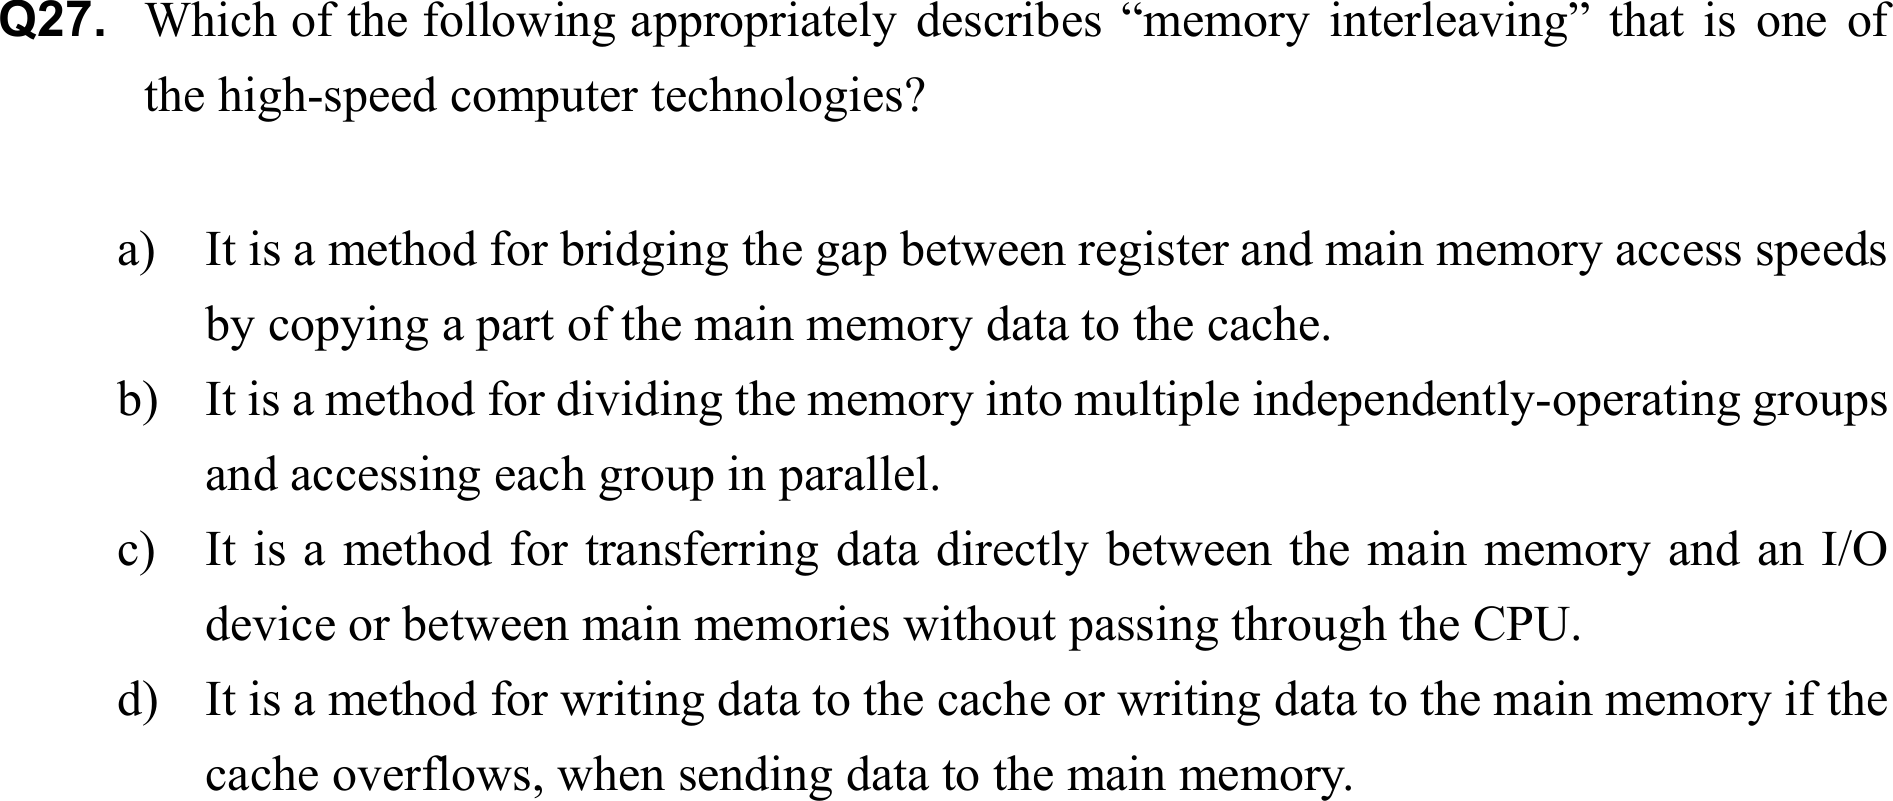 Q27. Which of the following appropriately describes “memory interleaving” that is one of
the high-speed computer technologies?
a) It is a method for bridging the gap between register and main memory access speeds
by copying a part of the main memory data to the cache.
b) It is a method for dividing the memory into multiple independently-operating groups
and accessing each group in parallel.
c) It is a method for transferring data directly between the main memory and an I/O
device or between main memories without passing through the CPU.
d) It is a method for writing data to the cache or writing data to the main memory if the
cache overflows, when sending data to the main memory.